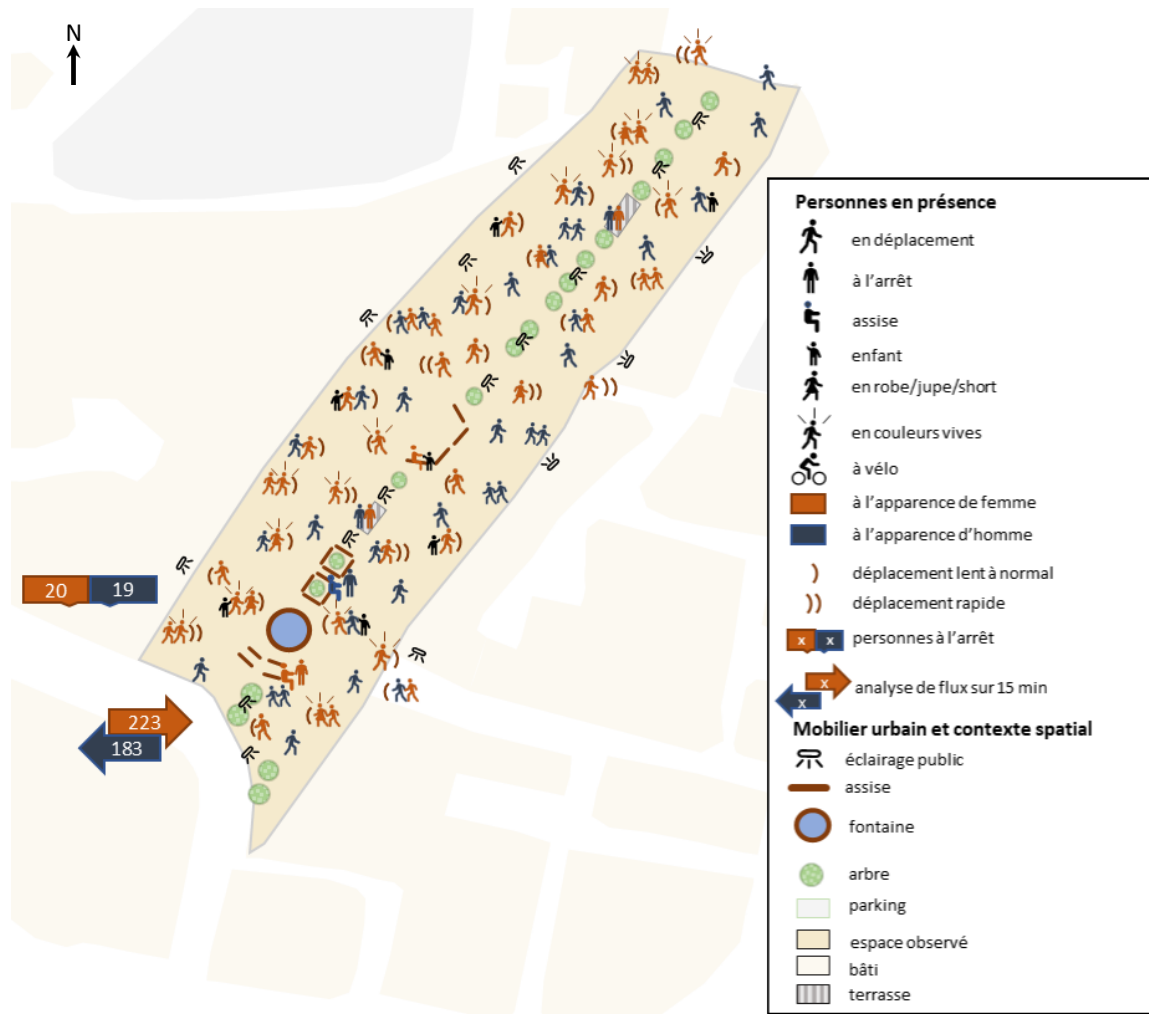 N
20 19
223
183
Personnes en présence
en déplacement
à l'arrêt
assise
enfant
en robe/jupe/short
en couleurs vives
à vélo
à l'apparence de femme
à l'apparence d'homme
déplacement lent à normal
déplacement rapide
x x personnes à l'arrêt
x
analyse de flux sur 15 min
x
Mobilier urbain et contexte spatial
éclairage public
assise
fontaine
arbre
parking
espace observé
bâti
terrasse